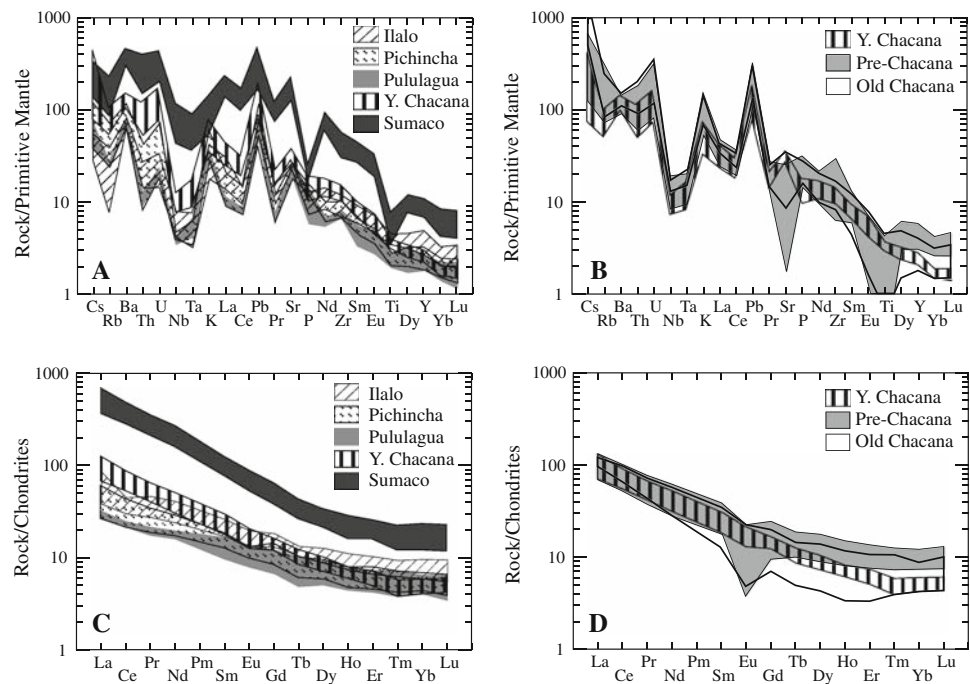 1000
100
10
1
Rock/Primitive Mantle
Ilalo
Pichincha
Pululagua
Y. Chacana
Sumaco
A
Cs Ba U Ta La Pb Sr Nd Sm Ti Y Lu
Rb Th Nb K Ce Pr P Zr Eu Dy Yb
1000
100
10
1
Rock/Primitive Mantle
Y. Chacana
Pre-Chacana
Old Chacana
B
Cs Ba U Ta La Pb Sr Nd Sm Ti Y Lu
Rb Th Nb K Ce Pr P Zr Eu Dy Yb
1000
100
10
1
Rock/Chondrites
Ilalo
Pichincha
Pululagua
Y. Chacana
Sumaco
C
La Pr Pm Eu Tb Ho Tm Lu
Ce Nd Sm Gd Dy Er Yb
1000
100
10
1
Rock/Chondrites
Y. Chacana
Pre-Chacana
Old Chacana
D
La Pr Pm Eu Tb Ho Tm Lu
Ce Nd Sm Gd Dy Er Yb